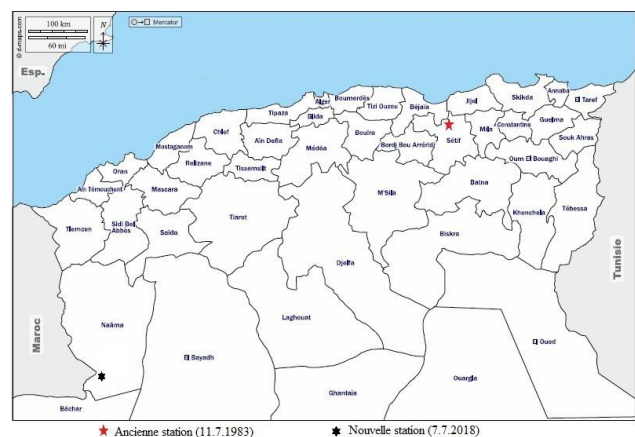 100 km
60 mi
N
Mercator
© d-maps.com
Esp.
Alger
Boumerdès
Tizi Ouzou
Béjaïa
Jijel
Skikda
Annaba
El Taref
Tipaza
Blida
Bouira
Sétif
Mila
Constantine
Guelma
Souk Ahras
Chlef
Aïn Defla
Médéa
Bordj Bou Arréridj
Oum El Bouaghi
Mostaganem
Relizane
Tissemsilt
Oran
Aïn Témouchent
Mascara
M'Sila
Batna
Khenchela
Tébessa
Tlemcen
Sidi Bel
Abbès
Saïda
Tiaret
Djelfa
Biskra
Tunisie
Maroc
Naâma
El Bayadh
Laghouat
Ghardaïa
Ouargla
El Oued
Béchar
Ancienne station (11.7.1983)
Nouvelle station (7.7.2018)